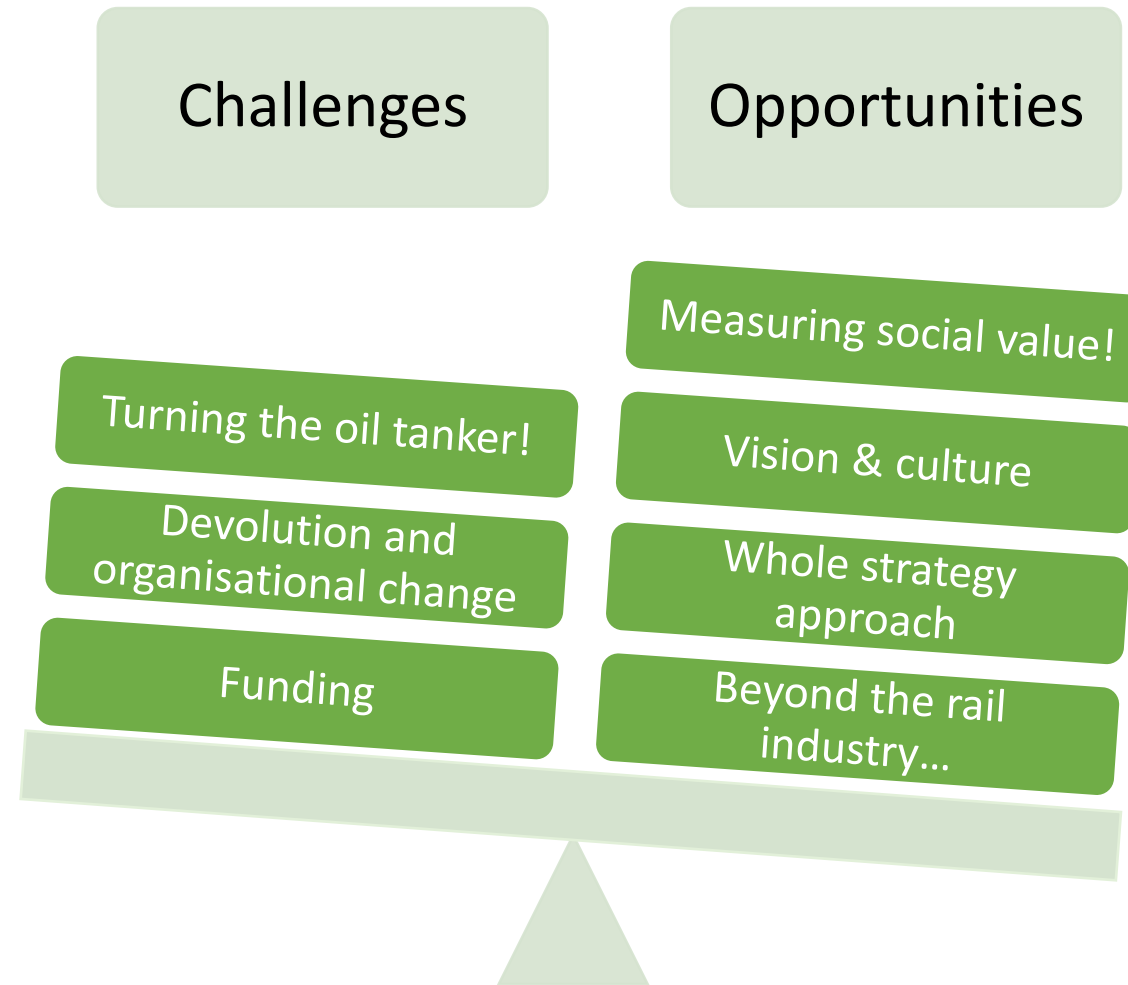 Challenges
Opportunities
Turning the oil tanker!
Devolution and
organisational change
Funding
Measuring social value!
Vision & culture
Whole strategy
approach
Beyond the rail
industry…